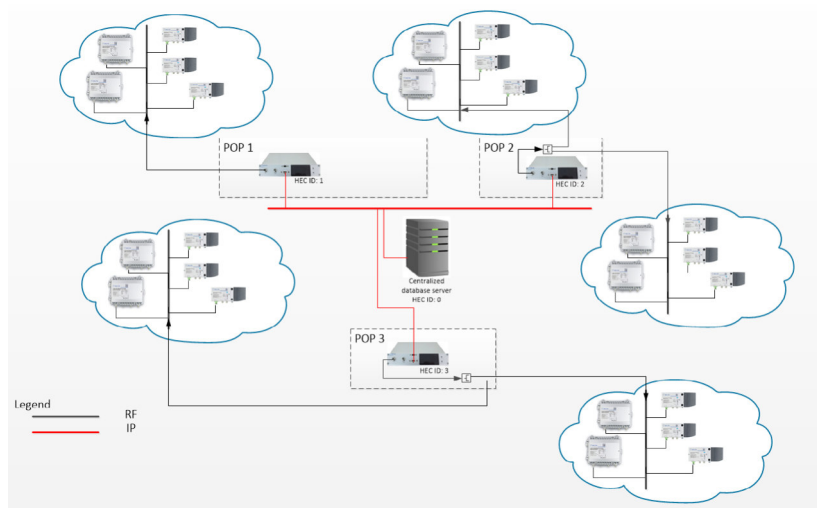 POP 1
HEC ID: 1
POP 2
HEC ID: 2
Centralized
database server
HEC ID: 0
POP 3
HEC ID: 3
Legend
RF
IP